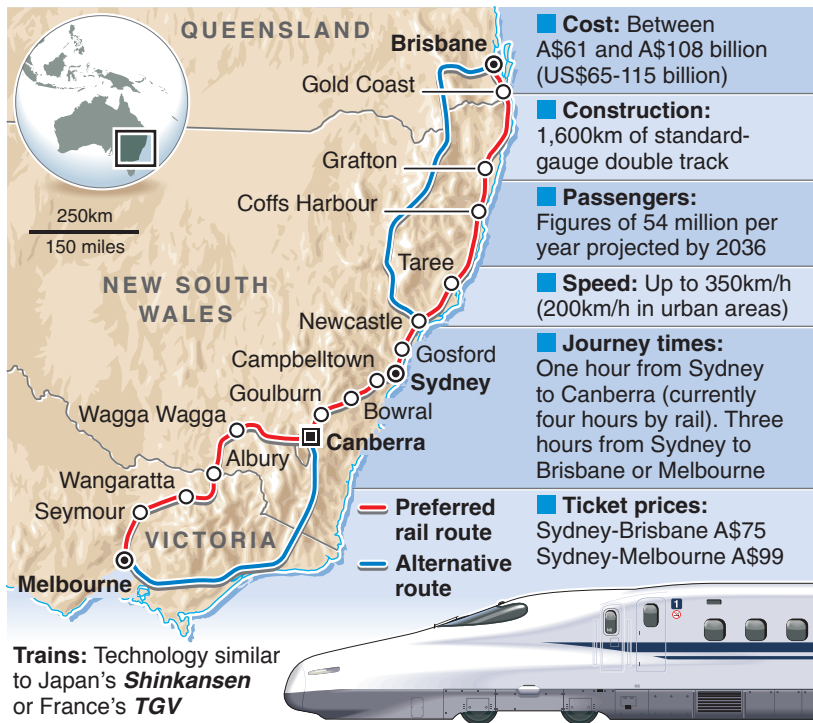 QUEENSLAND
Brisbane
Gold Coast
Grafton
Coffs Harbour
250km
150 miles
Taree
NEW SOUTH
WALES
Newcastle
Gosford
Campbelltown
Sydney
Goulburn
Bowral
Wagga Wagga
Canberra
Albury
Wangaratta
Seymour
VICTORIA
Melbourne
Preferred
rail route
Alternative
route
Cost: Between
A$61 and A$108 billion
(US$65-115 billion)
Construction:
1,600km of standard-
gauge double track
Passengers:
Figures of 54 million per
year projected by 2036
Speed: Up to 350km/h
(200km/h in urban areas)
Journey times:
One hour from Sydney
to Canberra (currently
four hours by rail). Three
hours from Sydney to
Brisbane or Melbourne
Ticket prices:
Sydney-Brisbane A$75
Sydney-Melbourne A$99
Trains: Technology similar
to Japan's Shinkansen
or France's TGV
1